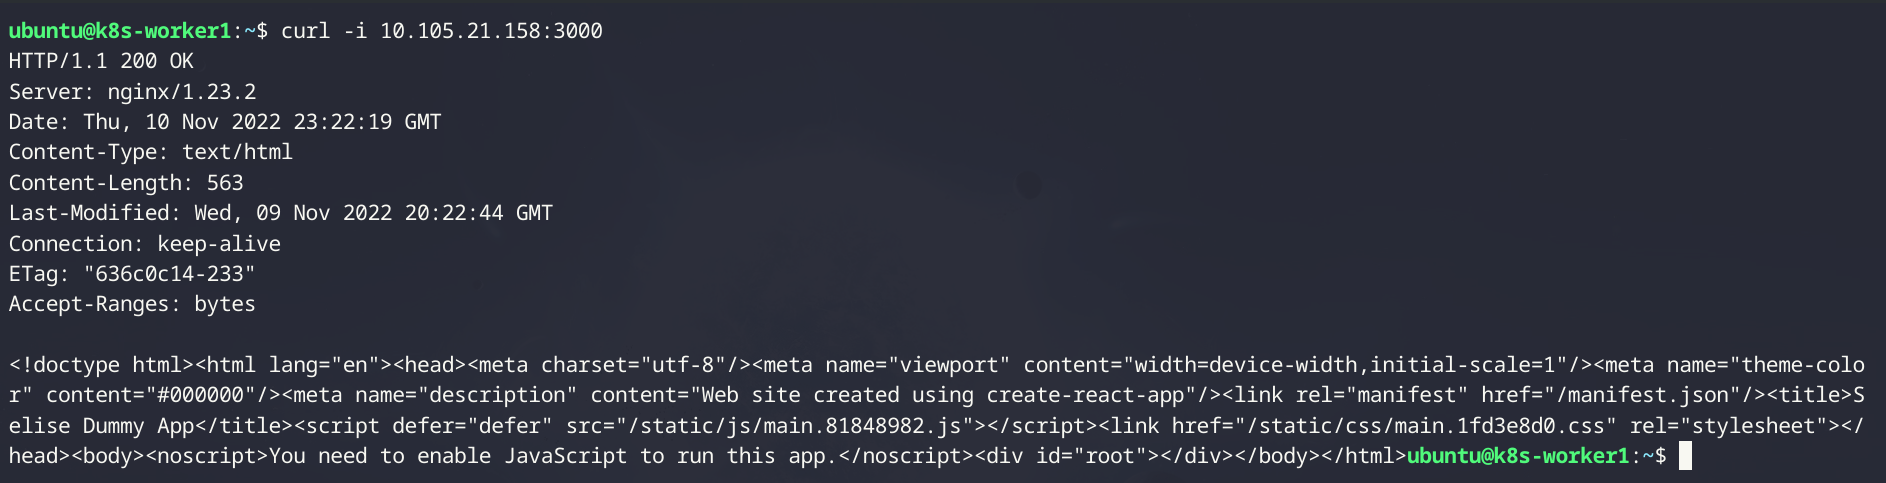 ubuntu@k8s-worker1:~$ curl -i 10.105.21.158:3000
HTTP/1.1 200 OK
Server: nginx/1.23.2
Date: Thu, 10 Nov 2022 23:22:19 GMT
Content-Type: text/html
Content-Length: 563
Last-Modified: Wed, 09 Nov 2022 20:22:44 GMT
Connection: keep-alive
ETag: "636c0c14-233"
Accept-Ranges: bytes

<!doctype html><html lang="en"><head><meta charset="utf-8"/><meta name="viewport" content="width=device-width,initial-scale=1"/><meta name="theme-colo
r" content="#000000"/><meta name="description" content="Web site created using create-react-app"/><link rel="manifest" href="/manifest.json"/><title>S
elise Dummy App</title><script defer="defer" src="/static/js/main.81848982.js"></script><link href="/static/css/main.1fd3e8d0.css" rel="stylesheet"></
head><body><noscript>You need to enable JavaScript to run this app.</noscript><div id="root"></div></body></html>ubuntu@k8s-worker1:~$